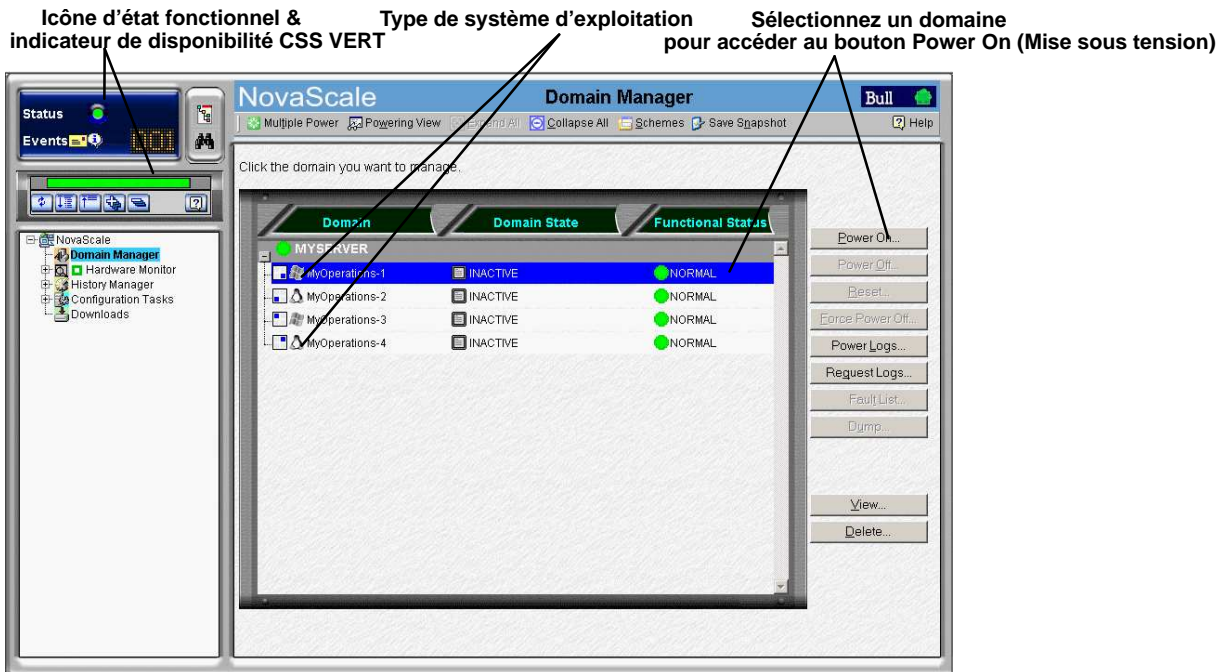 Icône d'état fonctionnel &
indicateur de disponibilité CSS VERT
Type de système d'exploitation
Sélectionnez un domaine
pour accéder au bouton Power On (Mise sous tension)
Status
Events
001
NovaScale
Domain Manager
Bull
Multiple Power
Powering View
Expand All
Collapse All
Schemes
Save Snapshot
Help
Click the domain you want to manage.
NovaScale
Domain Manager
Hardware Monitor
History Manager
Configuration Tasks
Downloads
Domain
Domain State
Functional Status
MYSERVER
MyOperations-1 INACTIVE NORMAL
MyOperations-2 INACTIVE NORMAL
MyOperations-3 INACTIVE NORMAL
MyOperations-4 INACTIVE NORMAL
Power On...
Power Off...
Reset...
Force Power Off...
Power Logs...
Request Logs...
Fault List...
Dump...
View...
Delete...